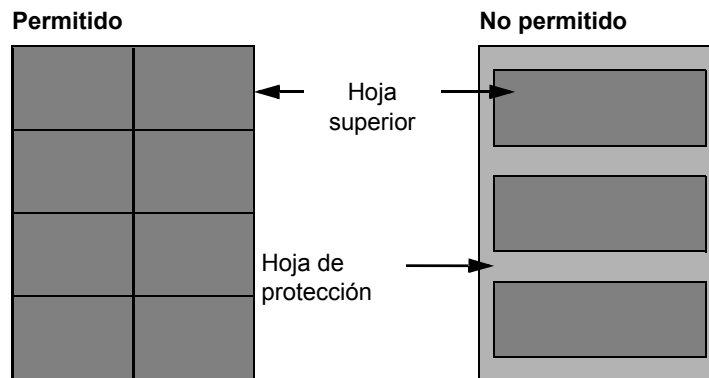 Permitido
No permitido
Hoja
superior
Hoja de
protección